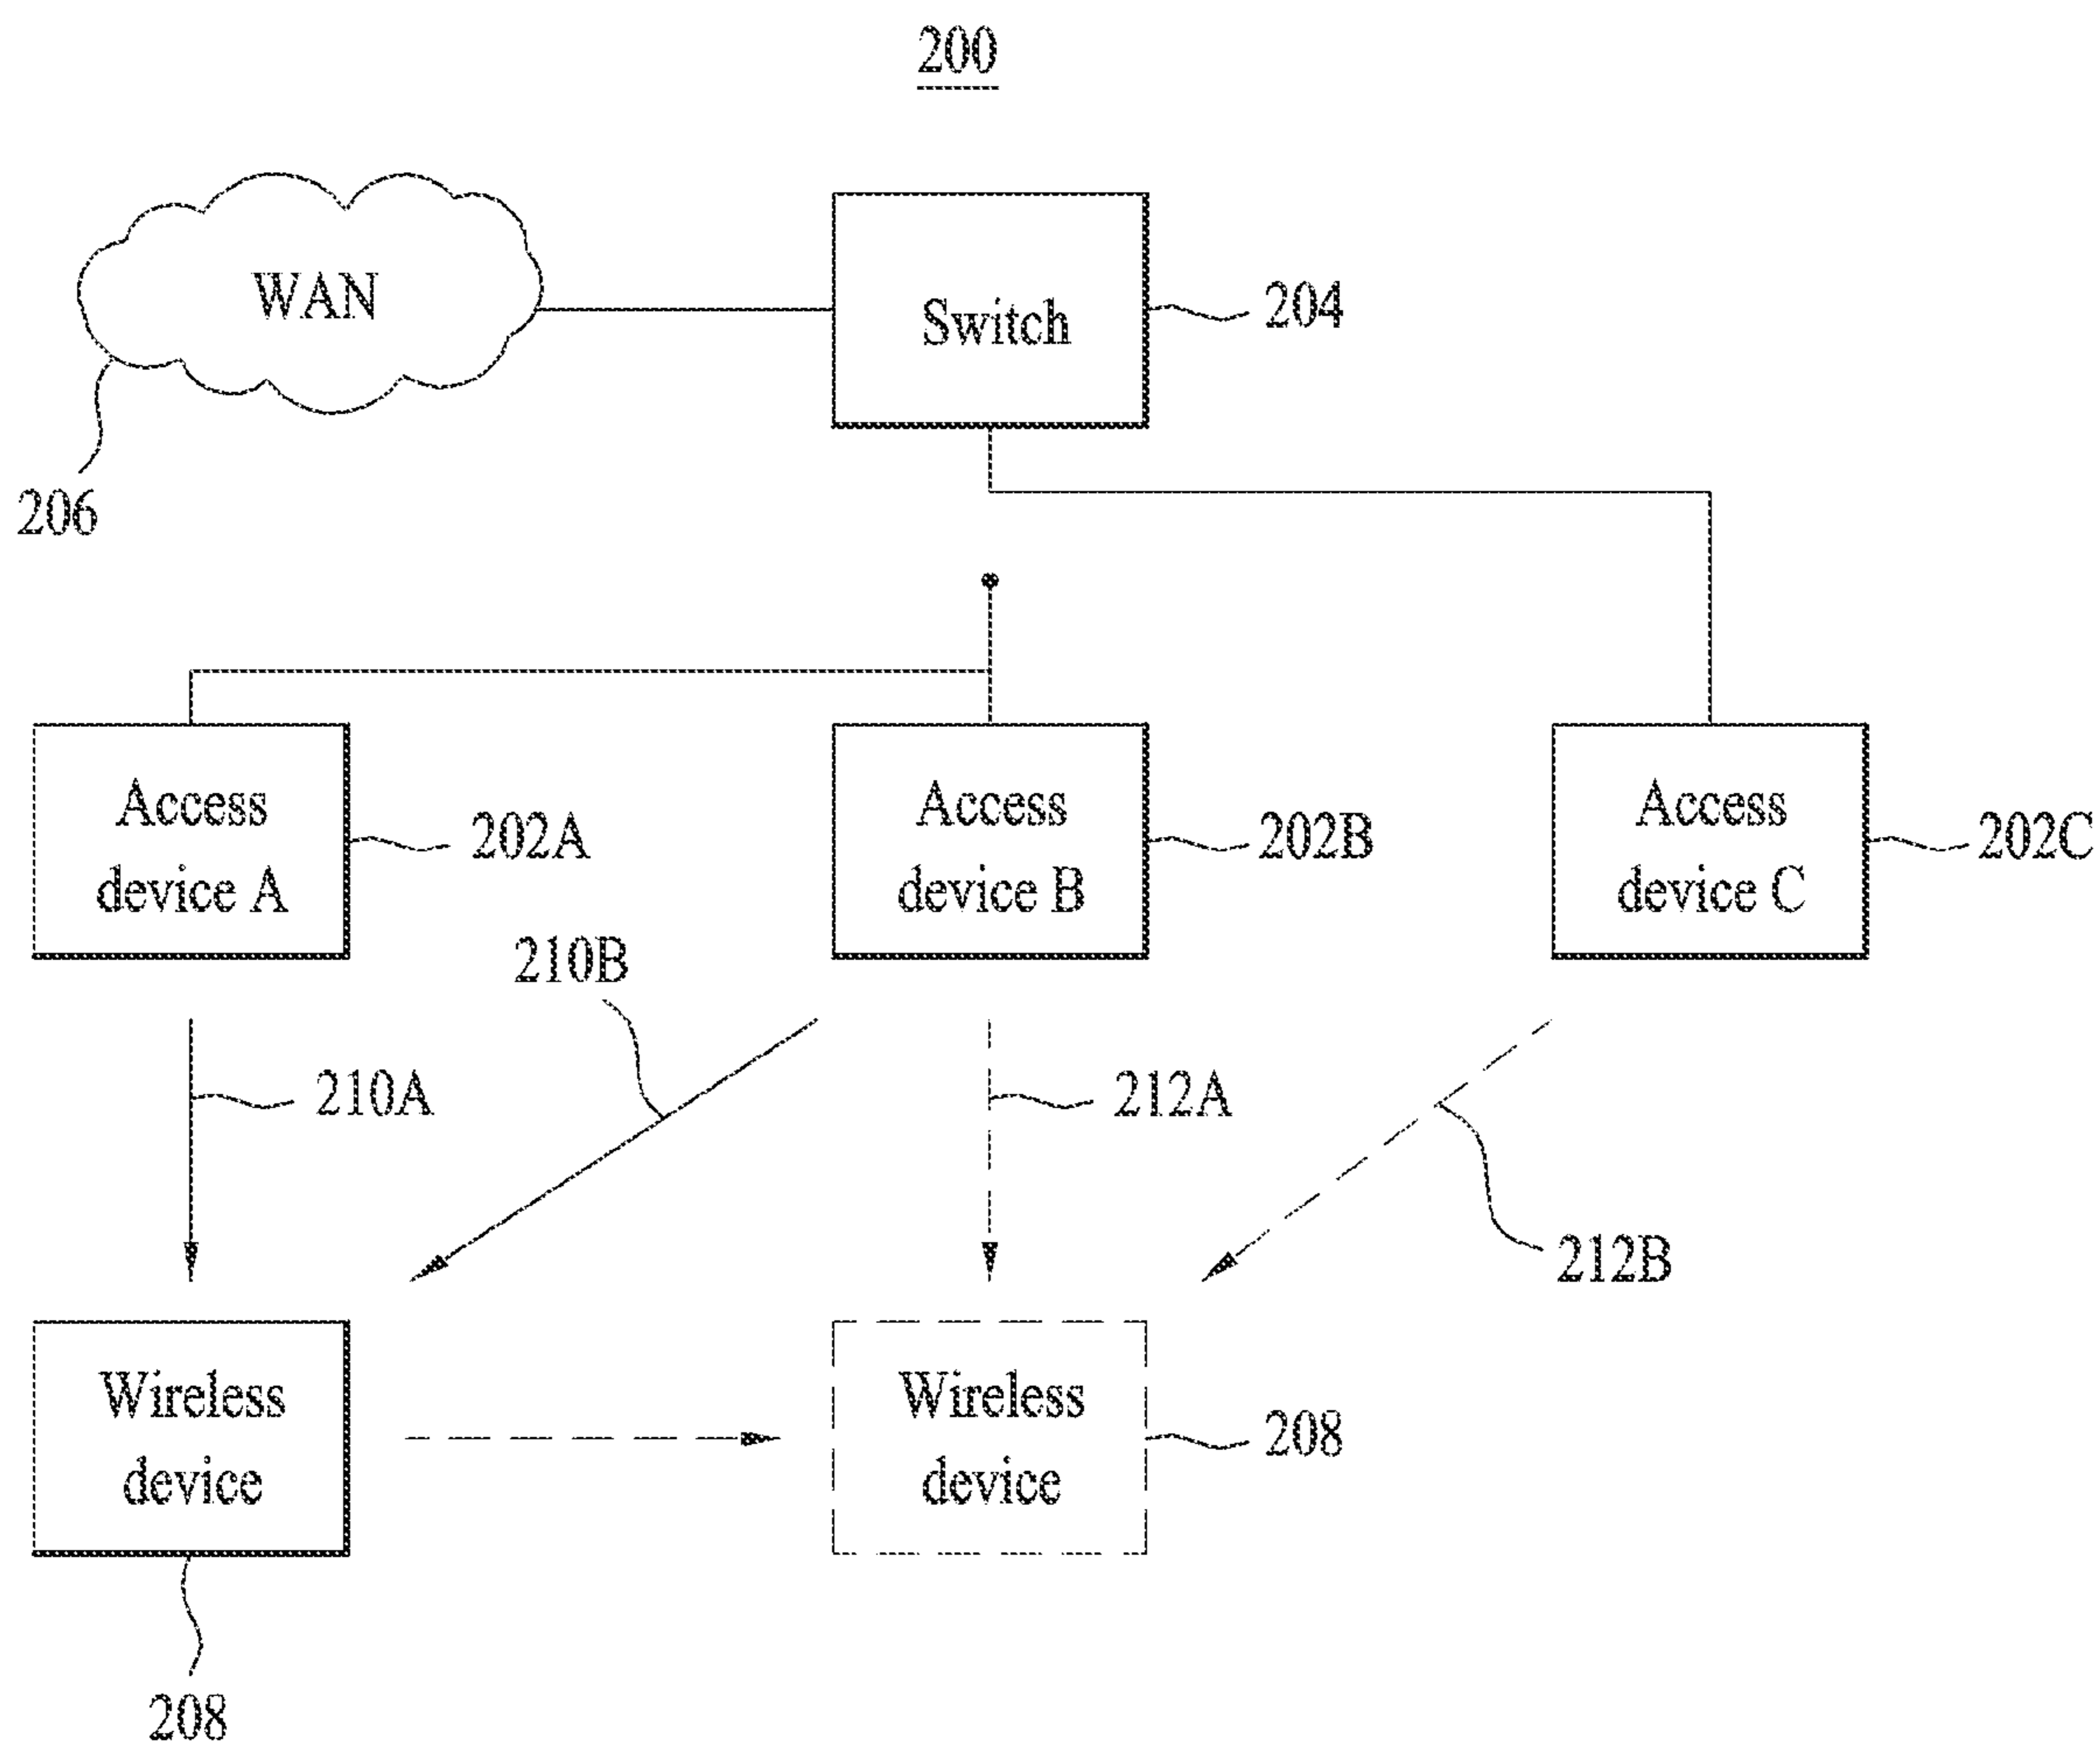 200
WAN
Switch
204
206
Access
device A
202A
Access
device B
202B
Access
device C
202C
210B
210A
212A
212B
Wireless
device
Wireless
device
208
208